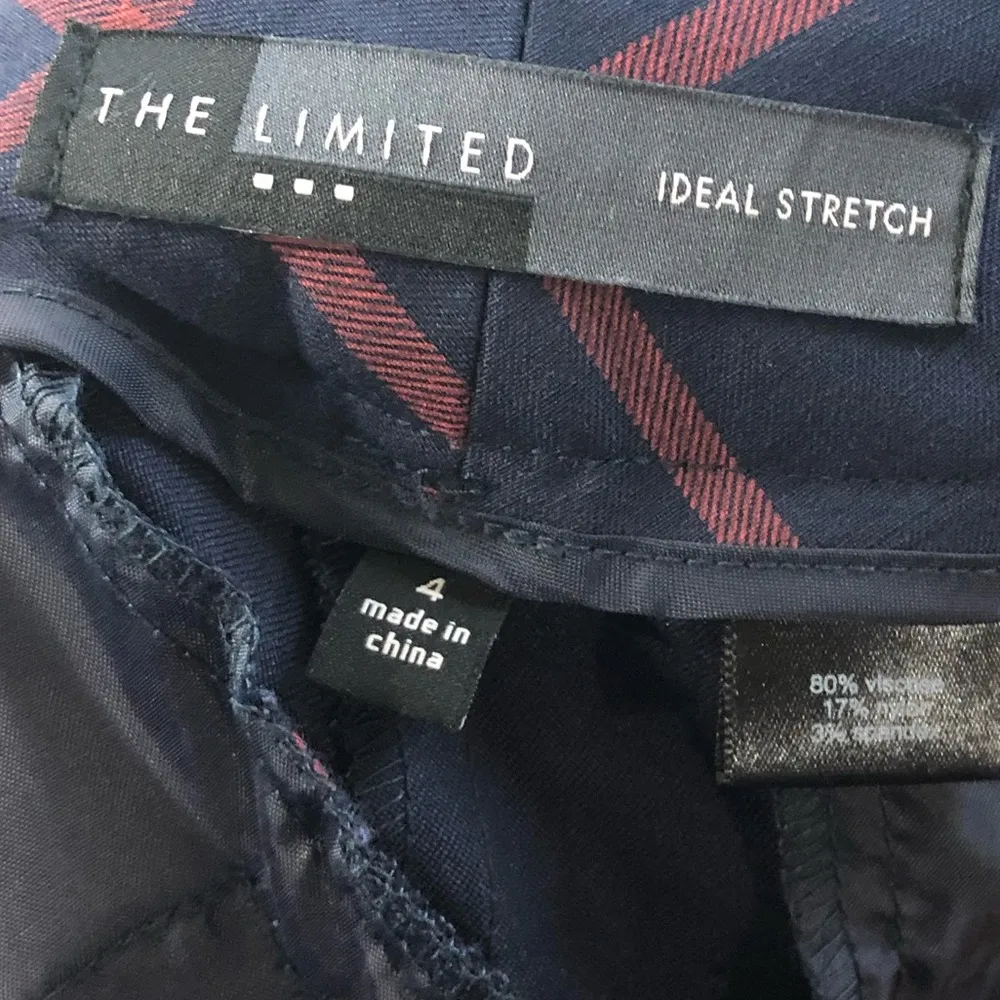 THE LIMITED
IDEAL STRETCH
4
made in
china
80% viscose
17% nylon
3% spandex